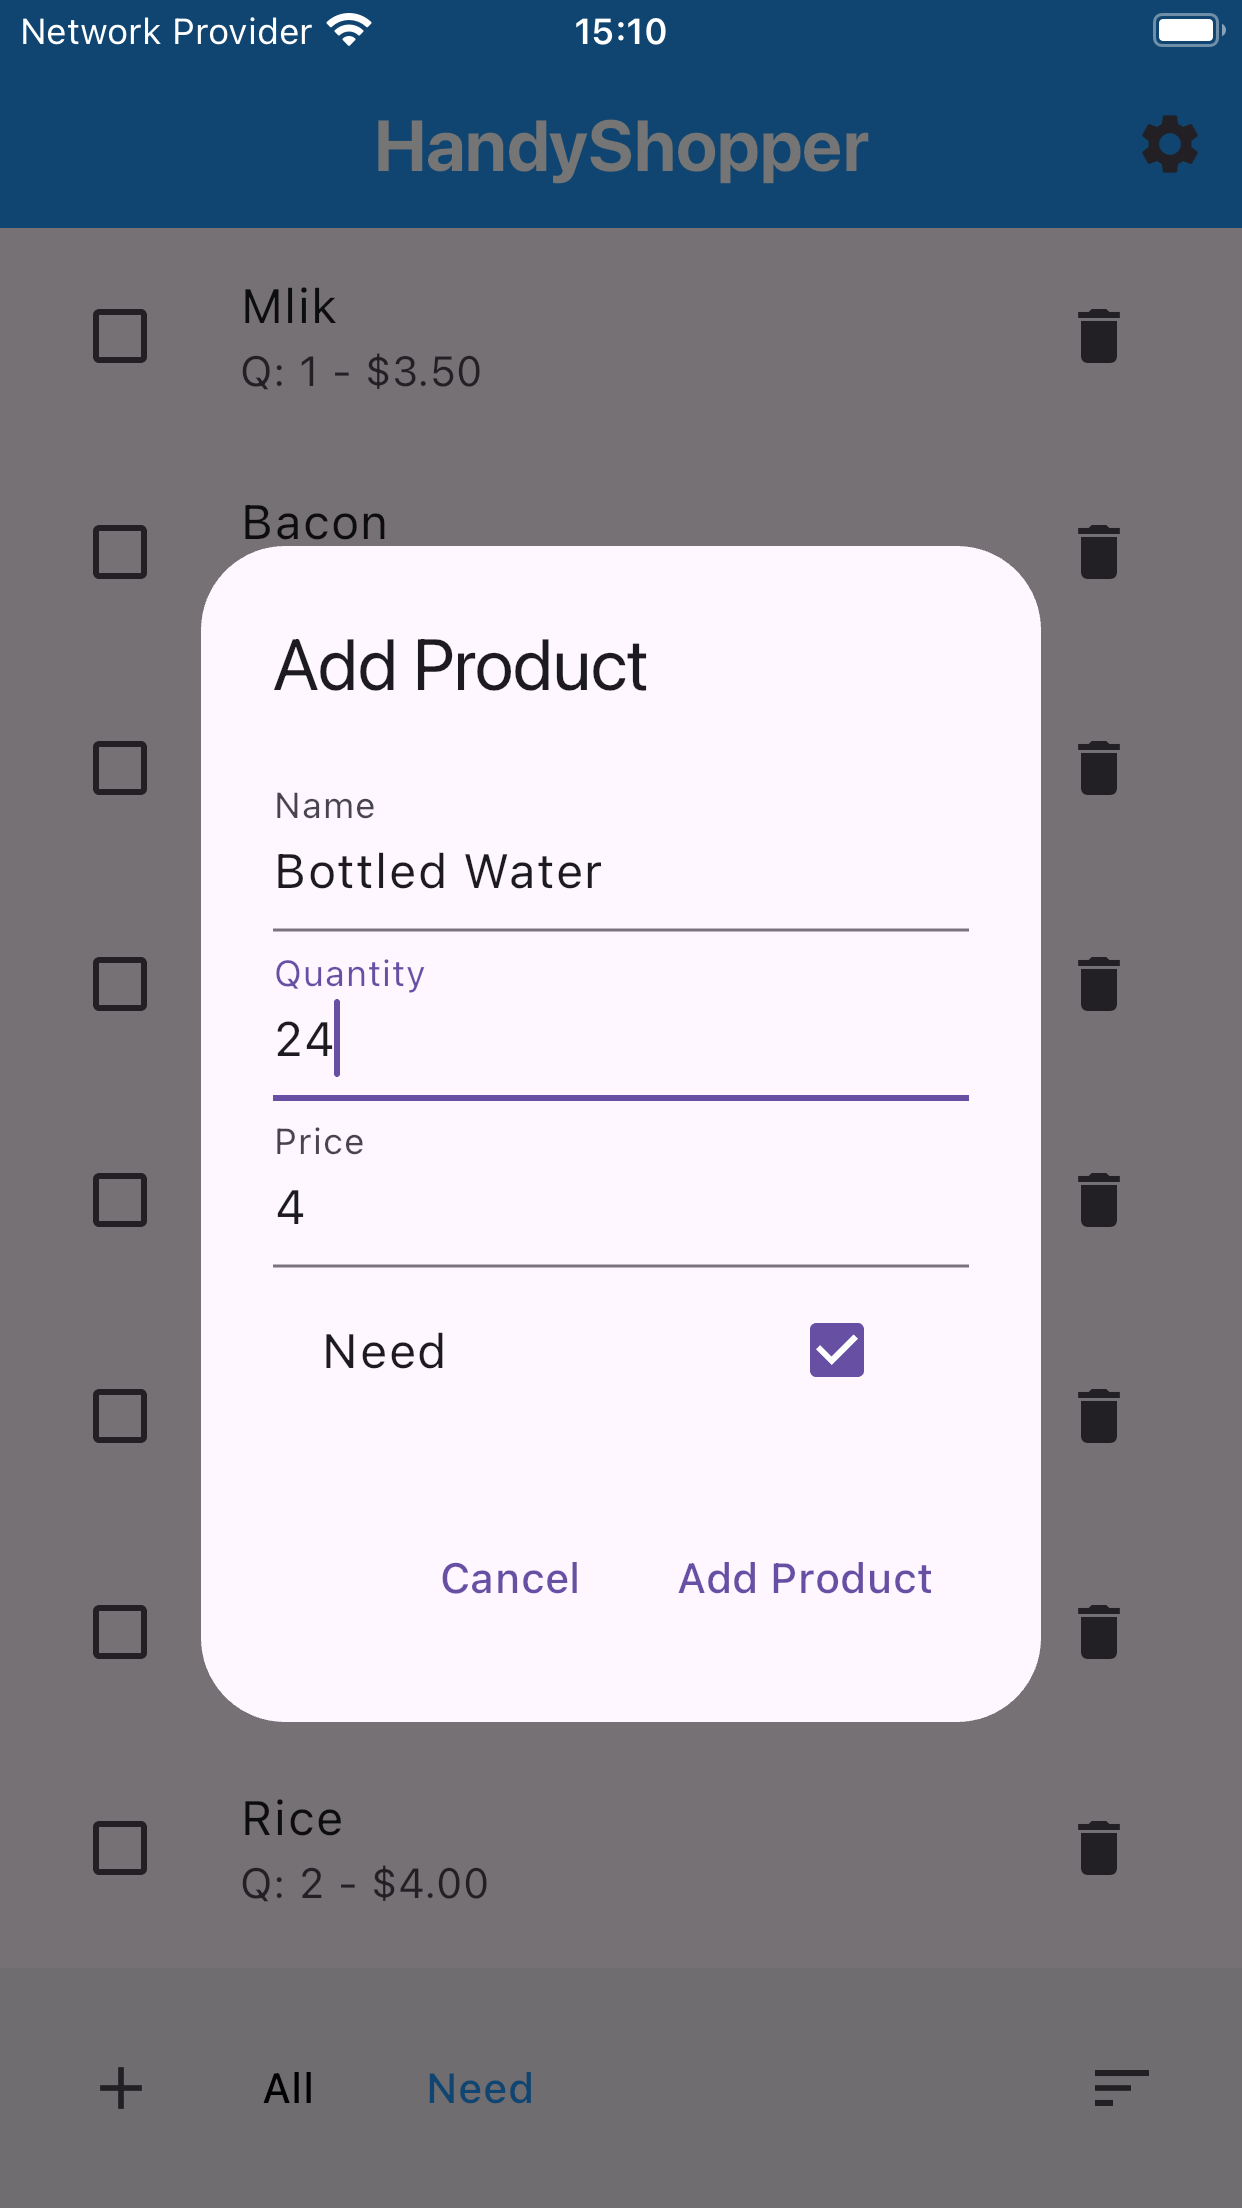 Network Provider 15:10
HandyShopper
Mlik
Q: 1 - $3.50
Bacon
Add Product
Name
Bottled Water
Quantity
24
Price
4
Need
Cancel Add Product
Rice
Q: 2 - $4.00
All Need